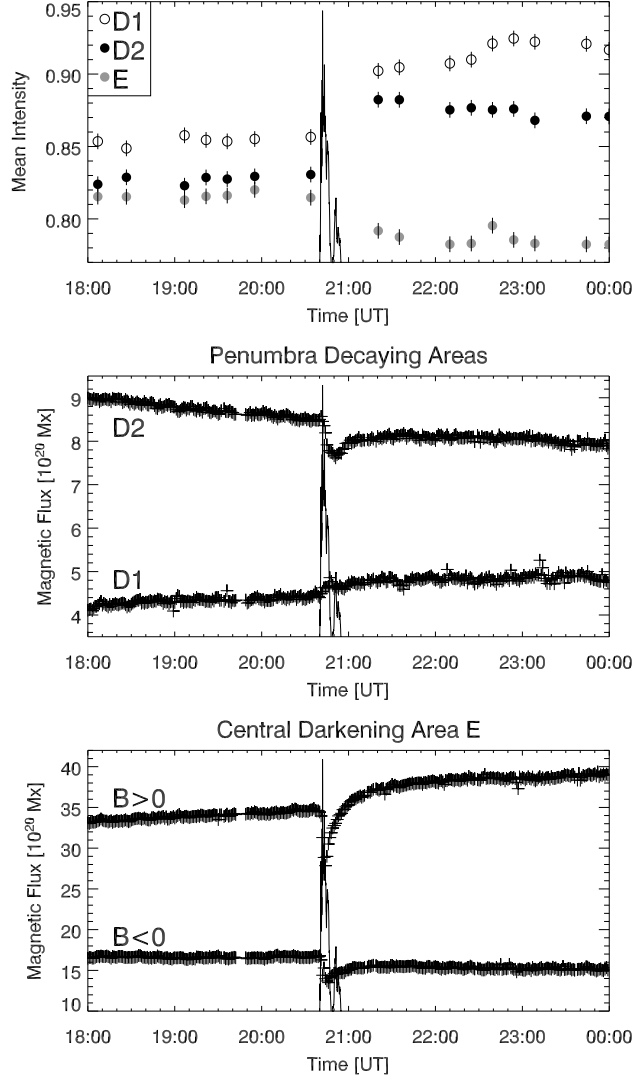 0.95
0.90
0.85
0.80
Mean Intensity
D1
D2
E
18:00 19:00 20:00 21:00 22:00 23:00 00:00
Time [UT]
Penumbra Decaying Areas
9
8
7
6
5
4
Magnetic Flux [10²⁰ Mx]
D2
D1
18:00 19:00 20:00 21:00 22:00 23:00 00:00
Time [UT]
Central Darkening Area E
40
35
30
25
20
15
10
Magnetic Flux [10²⁰ Mx]
B>0
B<0
18:00 19:00 20:00 21:00 22:00 23:00 00:00
Time [UT]